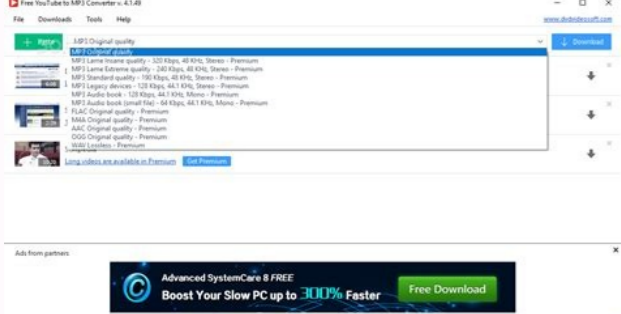 Free YouTube to MP3 Converter v. 4.1.49
File Downloads Tools Help
www.dvdvideosoft.com
Paste
MP3 Original quality
Download
MP3 Original quality
MP3 Lame Insane quality - 320 Kbps, 48 KHz, Stereo - Premium
MP3 Lame Extreme quality - 240 Kbps, 48 KHz, Stereo - Premium
MP3 Standard quality - 190 Kbps, 48 KHz, Stereo - Premium
MP3 Legacy devices - 128 Kbps, 44.1 KHz, Stereo - Premium
MP3 Audio book - 128 Kbps, 44.1 KHz, Mono - Premium
MP3 Audio book (small file) - 64 Kbps, 44.1 KHz, Mono - Premium
FLAC Original quality - Premium
M4A Original quality - Premium
AAC Original quality - Premium
OGG Original quality - Premium
WAV Lossless - Premium
Long videos are available in Premium
Get Premium
Ads from partners
Advanced SystemCare 8 FREE
Boost Your Slow PC up to 300% Faster
Free Download